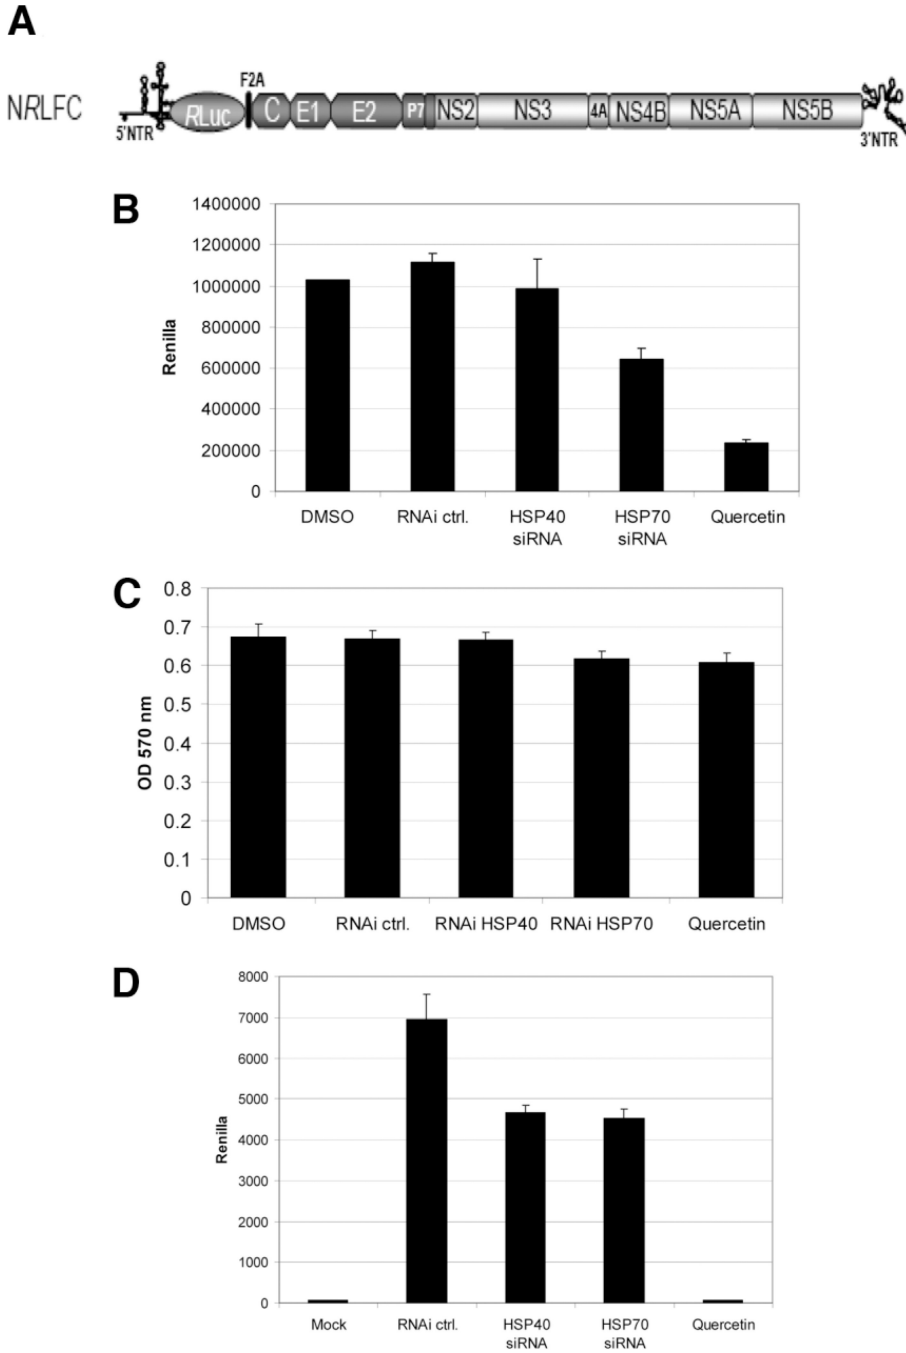 A
NRLFC
F2A
RLuc
C
E1
E2
P7
NS2
NS3
4A
NS4B
NS5A
NS5B
5'NTR
3'NTR
B
1400000
1200000
1000000
800000
600000
400000
200000
0
Renilla
DMSO
RNAi ctrl.
HSP40
siRNA
HSP70
siRNA
Quercetin
C
0.8
0.7
0.6
0.5
0.4
0.3
0.2
0.1
0
OD 570 nm
DMSO
RNAi ctrl.
RNAi HSP40
RNAi HSP70
Quercetin
D
8000
7000
6000
5000
4000
3000
2000
1000
0
Renilla
Mock
RNAi ctrl.
HSP40
siRNA
HSP70
siRNA
Quercetin